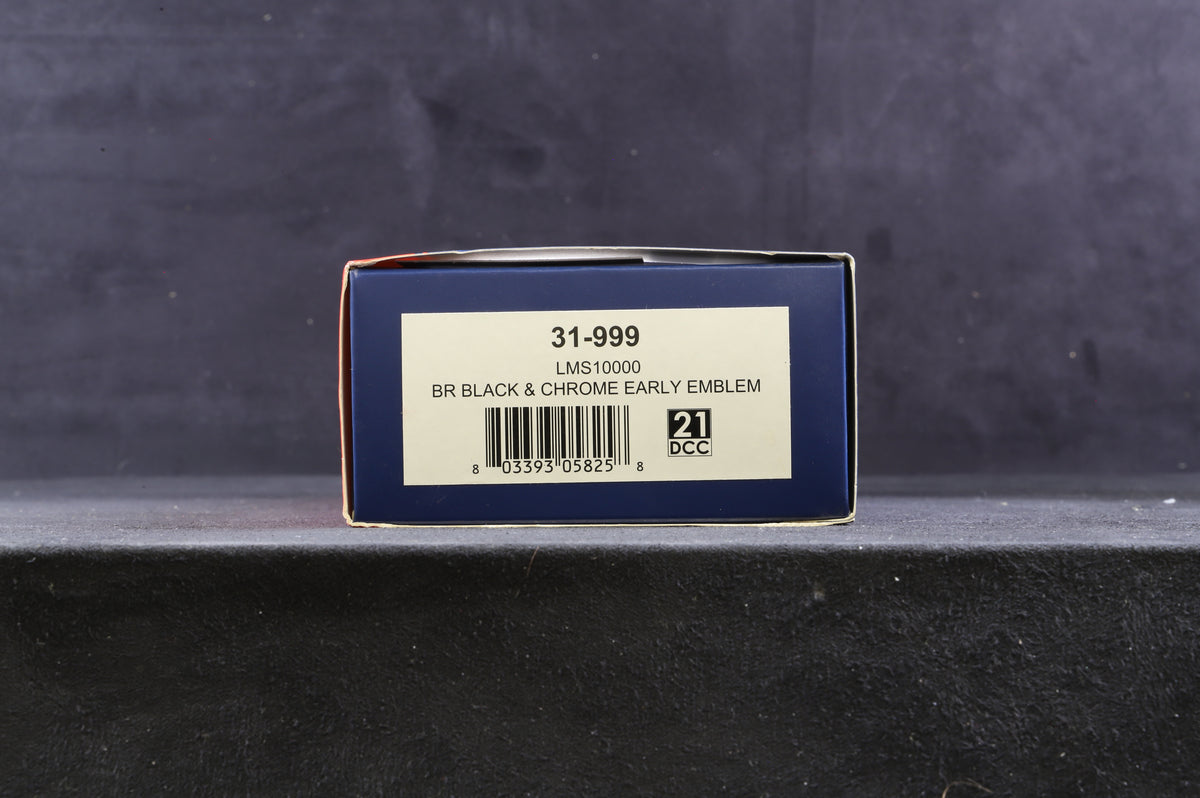 31-999
LMS10000
BR BLACK & CHROME EARLY EMBLEM
21
DCC
8 03393 05825 8